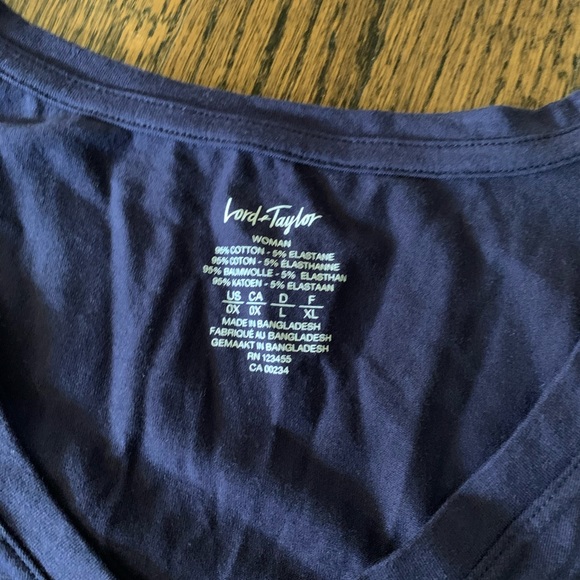 Lord & Taylor
WOMAN
95% COTTON - 5% ELASTANE
95% COTON - 5% ÉLASTHANNE
95% BAUMWOLLE - 5% ELASTHAN
95% KATOEN - 5% ELASTAAN
US CA D F
0X 0X L XL
MADE IN BANGLADESH
FABRIQUÉ AU BANGLADESH
GEMAAKT IN BANGLADESH
RN 123455
CA 00234